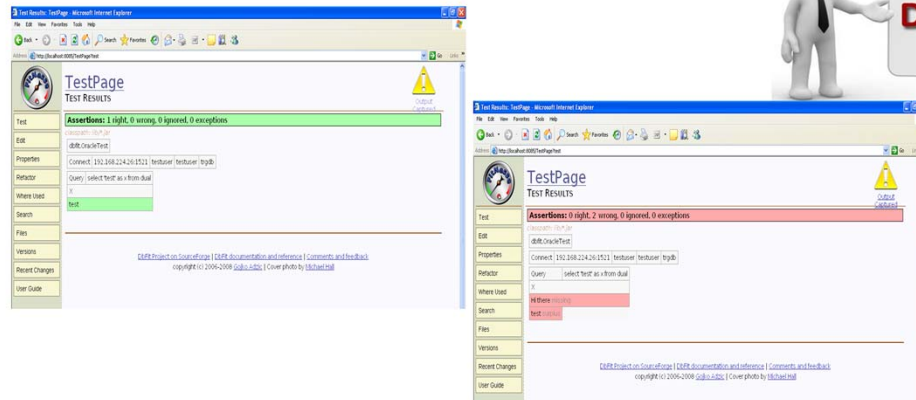 Test Results: TestPage - Microsoft Internet Explorer
File Edit View Favorites Tools Help
Back Search Favorites
Address http://localhost:8085/TestPage?test Go Links
TestPage
TEST RESULTS
Output Captured
Assertions: 1 right, 0 wrong, 0 ignored, 0 exceptions
classpath: lib/*.jar
dbfit.OracleTest
Connect 192.168.224.26:1521 testuser testuser trgdb
Query select 'test' as x from dual
X
test
Test
Edit
Properties
Refactor
Where Used
Search
Files
Versions
Recent Changes
User Guide
DbFit Project on SourceForge | DbFit documentation and reference | Comments and feedback
copyright (c) 2006-2008 Gojko Adzic | Cover photo by Michael Hall
D
Test Results: TestPage - Microsoft Internet Explorer
File Edit View Favorites Tools Help
Back Search Favorites
Address http://localhost:8085/TestPage?test Go
TestPage
TEST RESULTS
Output Captured
Assertions: 0 right, 2 wrong, 0 ignored, 0 exceptions
classpath: lib/*.jar
dbfit.OracleTest
Connect 192.168.224.26:1521 testuser testuser trgdb
Query select 'test' as x from dual
X
Hi there missing
test surplus
Test
Edit
Properties
Refactor
Where Used
Search
Files
Versions
Recent Changes
User Guide
DbFit Project on SourceForge | DbFit documentation and reference | Comments and feedback
copyright (c) 2006-2008 Gojko Adzic | Cover photo by Michael Hall